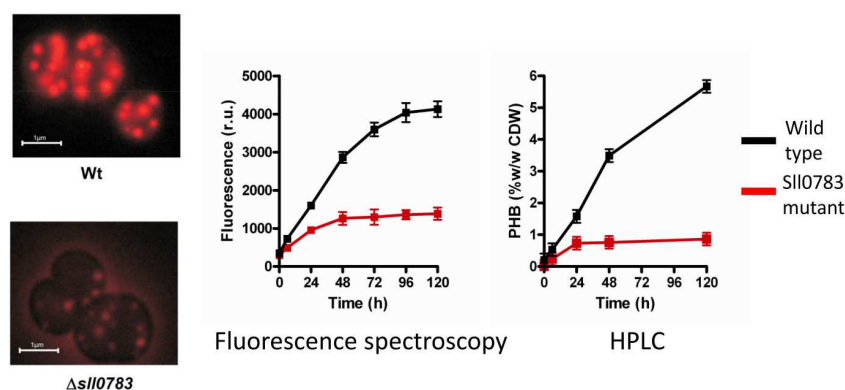 1µm
Wt
1µm
Δsll0783
Fluorescence (r.u.)
5000
4000
3000
2000
1000
0
0 24 48 72 96 120
Time (h)
Fluorescence spectroscopy
PHB (%w/w CDW)
6
5
4
3
2
1
0
0 24 48 72 96 120
Time (h)
HPLC
Wild
type
Sll0783
mutant